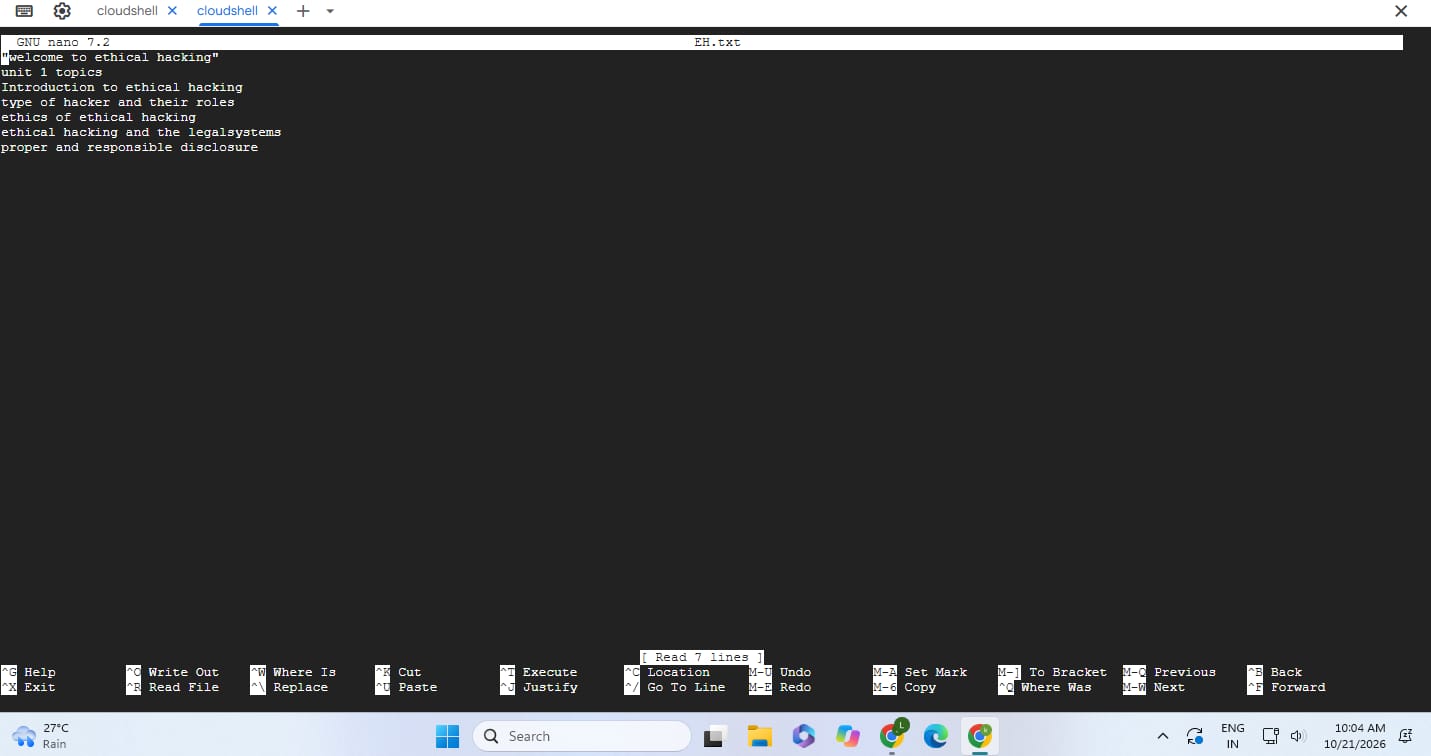 cloudshell cloudshell
GNU nano 7.2 EH.txt
"welcome to ethical hacking"
unit 1 topics
Introduction to ethical hacking
type of hacker and their roles
ethics of ethical hacking
ethical hacking and the legalsystems
proper and responsible disclosure
[ Read 7 lines ]
^G Help ^O Write Out ^W Where Is ^K Cut ^T Execute ^C Location M-U Undo M-A Set Mark M-] To Bracket M-Q Previous ^B Back
^X Exit ^R Read File ^\ Replace ^U Paste ^J Justify ^/ Go To Line M-E Redo M-6 Copy ^Q Where Was M-W Next ^F Forward
27°C
Rain
Search
L
ENG
IN
10:04 AM
10/21/2026